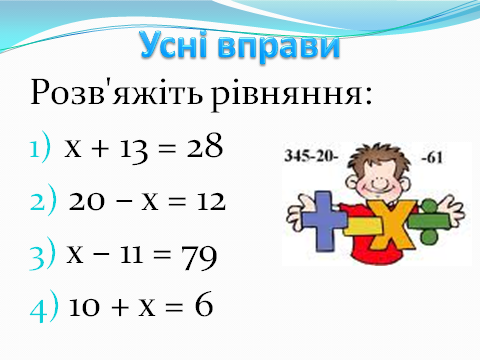 Усні вправи
Розв'яжіть рівняння:
1) х + 13 = 28
345-20- -61
2) 20 – х = 12
3) х – 11 = 79
4) 10 + х = 6